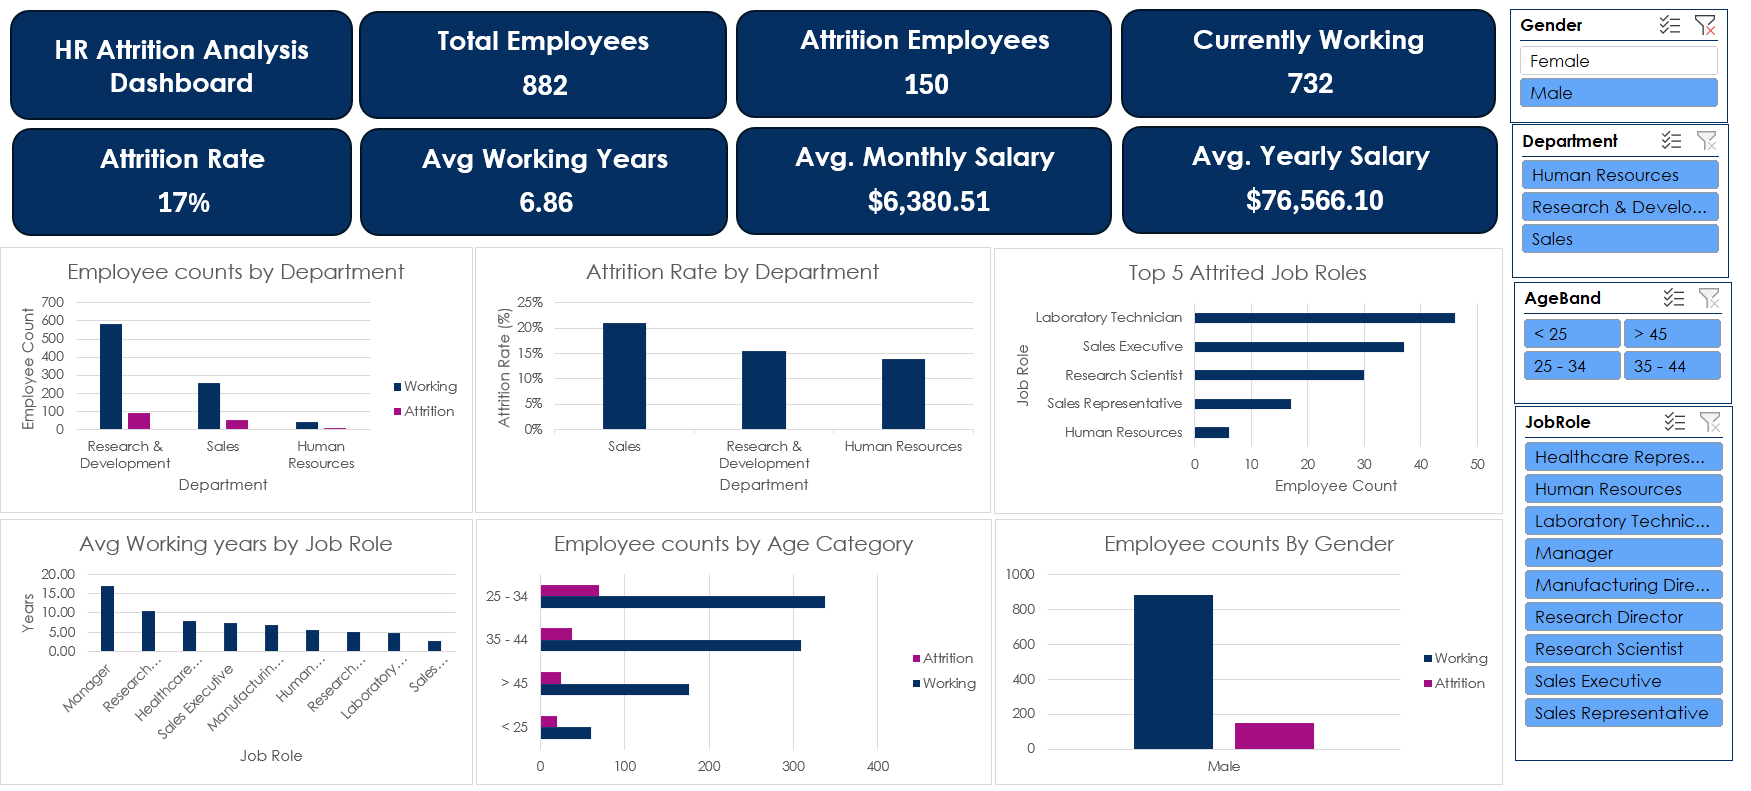 HR Attrition Analysis
Dashboard
Total Employees
882
Attrition Employees
150
Currently Working
732
Attrition Rate
17%
Avg Working Years
6.86
Avg. Monthly Salary
$6,380.51
Avg. Yearly Salary
$76,566.10
Employee counts by Department
Employee Count
700
600
500
400
300
200
100
0
Research &
Development
Sales
Human
Resources
Department
Working
Attrition
Attrition Rate by Department
Attrition Rate (%)
25%
20%
15%
10%
5%
0%
Sales
Research &
Development
Human Resources
Department
Top 5 Attrited Job Roles
Job Role
Laboratory Technician
Sales Executive
Research Scientist
Sales Representative
Human Resources
0 10 20 30 40 50
Employee Count
Avg Working years by Job Role
Years
20.00
15.00
10.00
5.00
0.00
Manager
Research...
Healthcare...
Sales Executive
Manufacturin...
Human...
Research...
Laboratory...
Sales...
Job Role
Employee counts by Age Category
25 - 34
35 - 44
> 45
< 25
0 100 200 300 400
Attrition
Working
Employee counts By Gender
1000
800
600
400
200
0
Male
Working
Attrition
Gender
Female
Male
Department
Human Resources
Research & Develo...
Sales
AgeBand
< 25
> 45
25 - 34
35 - 44
JobRole
Healthcare Repres...
Human Resources
Laboratory Technic...
Manager
Manufacturing Dire...
Research Director
Research Scientist
Sales Executive
Sales Representative